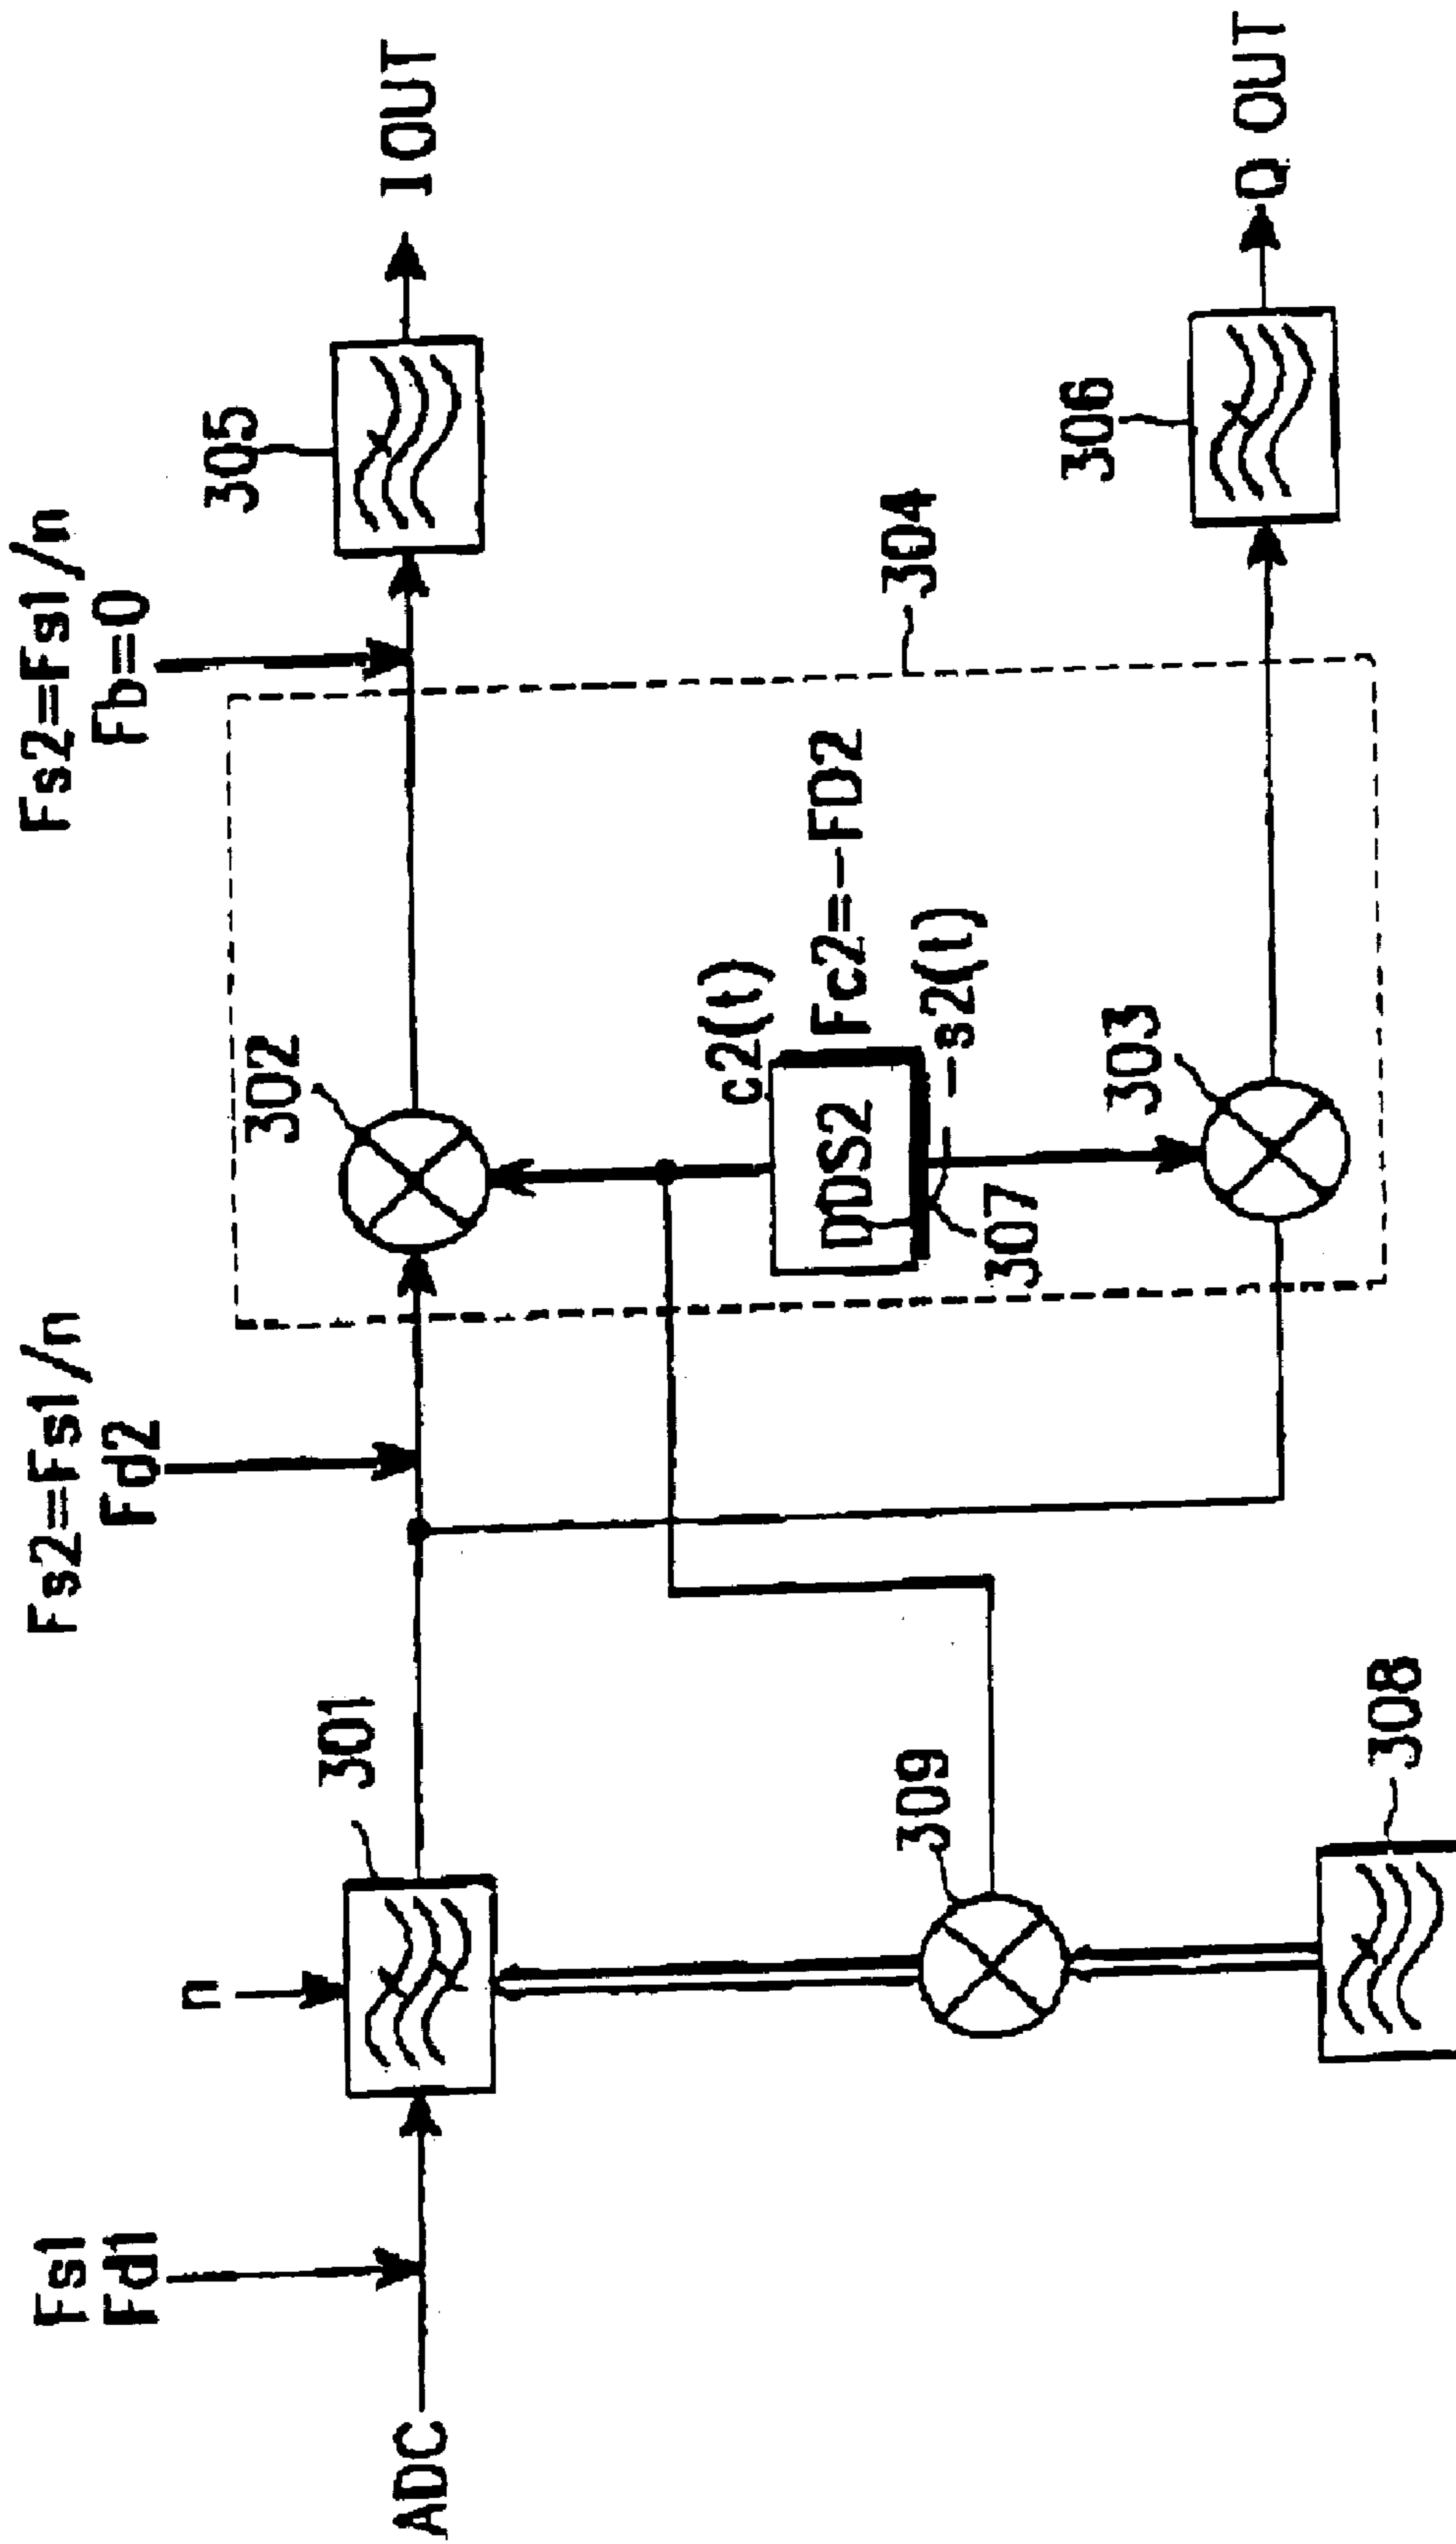 Fs1
Fd1
Fs2=Fs1/n
Fd2
Fs2=Fs1/n
Fb=0
n
301
302
305
ADC
I OUT
c2(t)
DDS2
Fc2=-FD2
307
-s2(t)
304
309
303
306
308
Q OUT